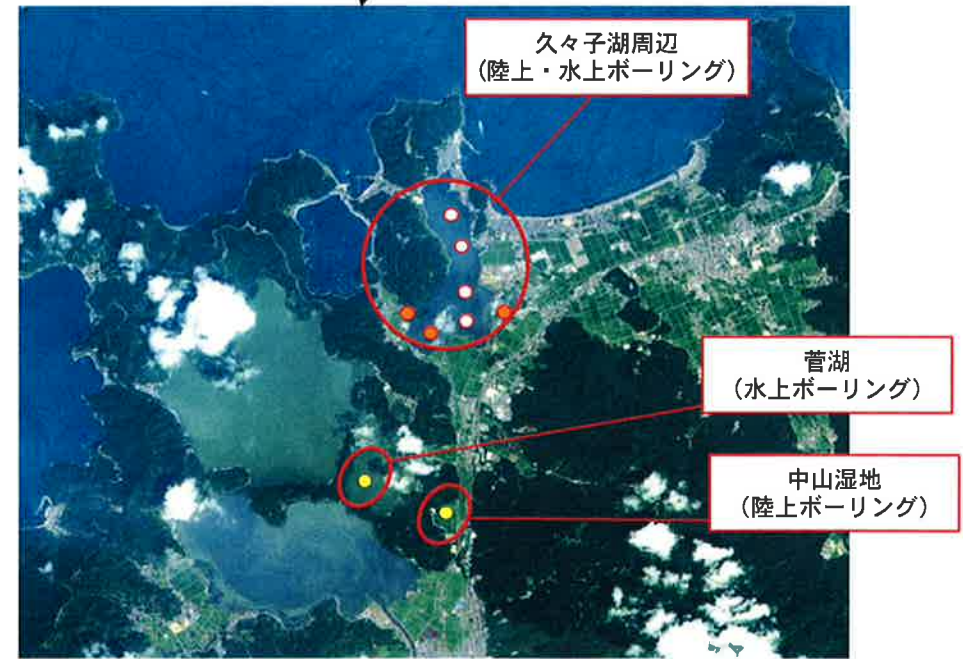 久々子湖周辺
（陸上・水上ボーリング）
菅湖
（水上ボーリング）
中山湿地
（陸上ボーリング）